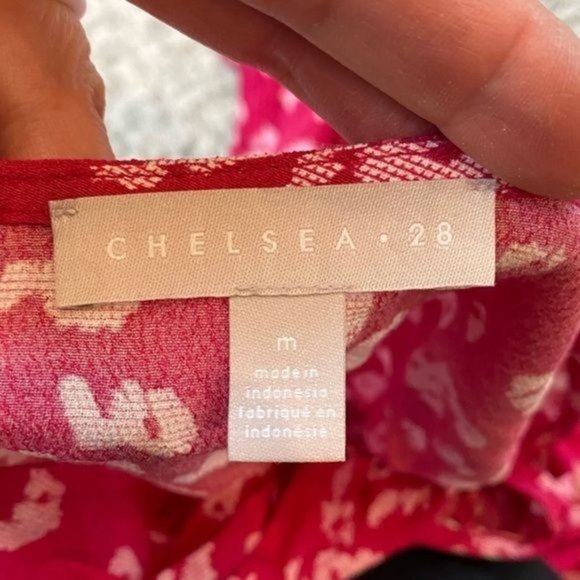 CHELSEA • 28
m
made in
indonesia
fabriqué en
indonésie